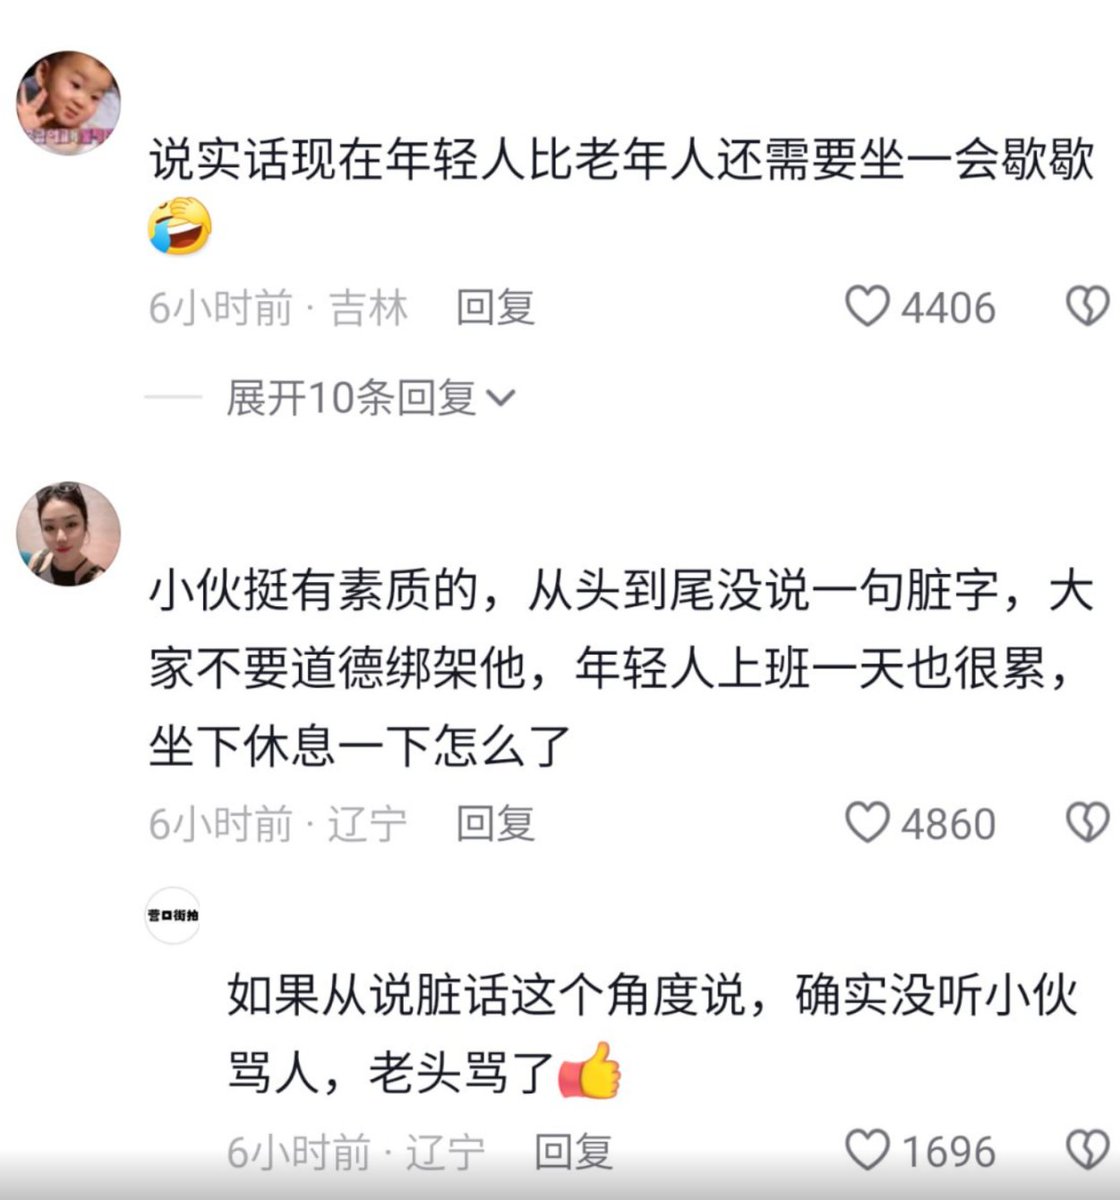 说实话现在年轻人比老年人还需要坐一会歇歇
🤣
6小时前 · 吉林 回复 4406
展开10条回复
小伙挺有素质的，从头到尾没说一句脏字，大
家不要道德绑架他，年轻人上班一天也很累，
坐下休息一下怎么了
6小时前 · 辽宁 回复 4860
营口街拍
如果从说脏话这个角度说，确实没听小伙
骂人，老头骂了👍
6小时前 · 辽宁 回复 1696